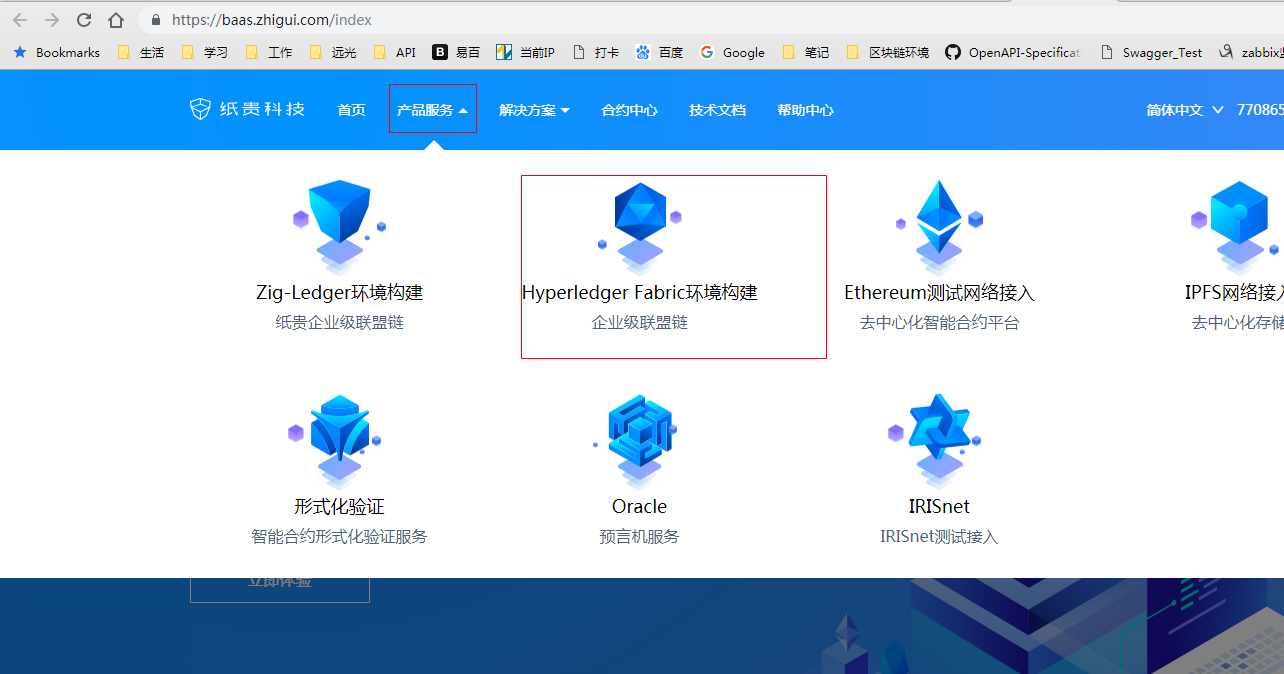 https://baas.zhigui.com/index
Bookmarks 生活 学习 工作 远光 API B 易百 当前IP 打卡 百度 Google 笔记 区块链环境 OpenAPI-Specificat Swagger_Test zabbix
纸贵科技 首页 产品服务 解决方案 合约中心 技术文档 帮助中心 简体中文 770865
Zig-Ledger环境构建 Hyperledger Fabric环境构建 Ethereum测试网络接入 IPFS网络接入
纸贵企业级联盟链 企业级联盟链 去中心化智能合约平台 去中心化存储
形式化验证 Oracle IRISnet
智能合约形式化验证服务 预言机服务 IRISnet测试接入
立即体验